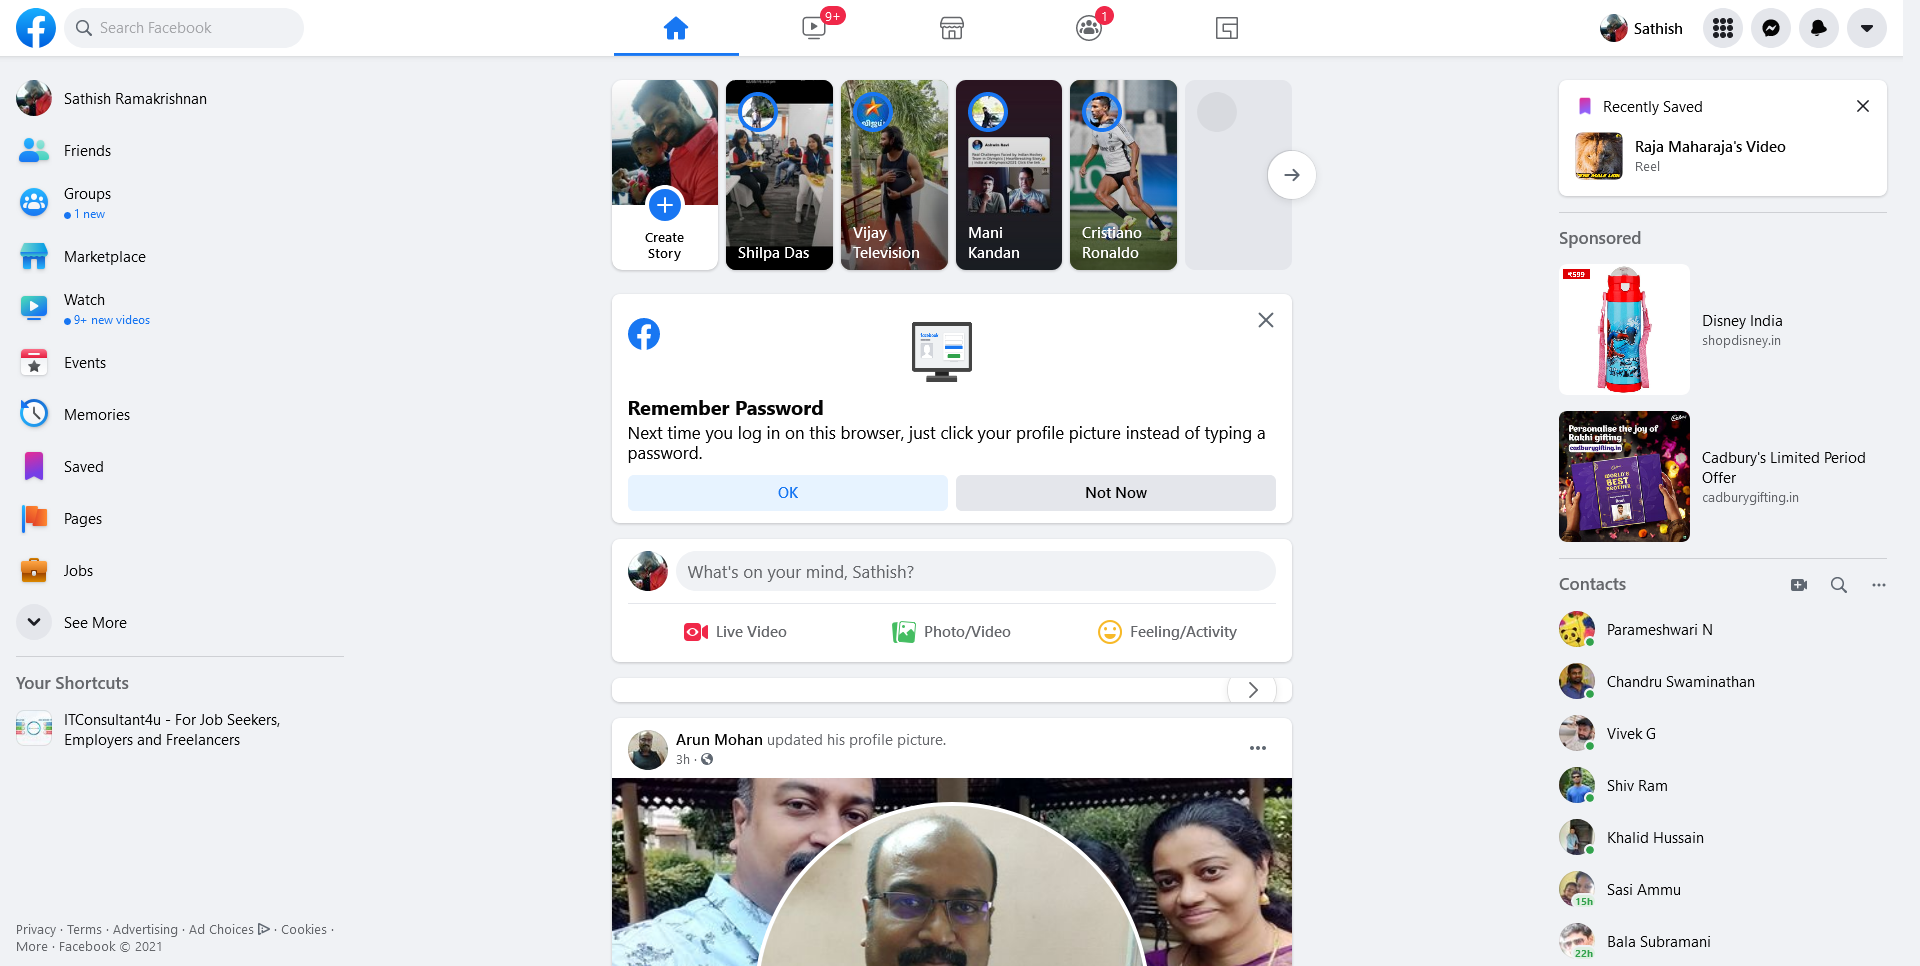 Search Facebook
9+
1
Sathish
Sathish Ramakrishnan
Friends
Groups
1 new
Marketplace
Watch
9+ new videos
Events
Memories
Saved
Pages
Jobs
See More
Your Shortcuts
ITConsultant4u - For Job Seekers,
Employers and Freelancers
Privacy · Terms · Advertising · Ad Choices · Cookies ·
More · Facebook © 2021
Create
Story
Shilpa Das
விஜய்
Vijay
Television
Mani
Kandan
Cristiano
Ronaldo
facebook
Remember Password
Next time you log in on this browser, just click your profile picture instead of typing a
password.
OK
Not Now
What's on your mind, Sathish?
Live Video
Photo/Video
Feeling/Activity
Arun Mohan updated his profile picture.
3h ·
Recently Saved
Raja Maharaja's Video
Reel
Sponsored
₹599
Disney India
shopdisney.in
Personalise the joy of
Rakhi gifting
cadburygifting.in
WORLD'S
BEST
BROTHER
Cadbury's Limited Period
Offer
cadburygifting.in
Contacts
Parameshwari N
Chandru Swaminathan
Vivek G
Shiv Ram
Khalid Hussain
Sasi Ammu
15h
Bala Subramani
22h